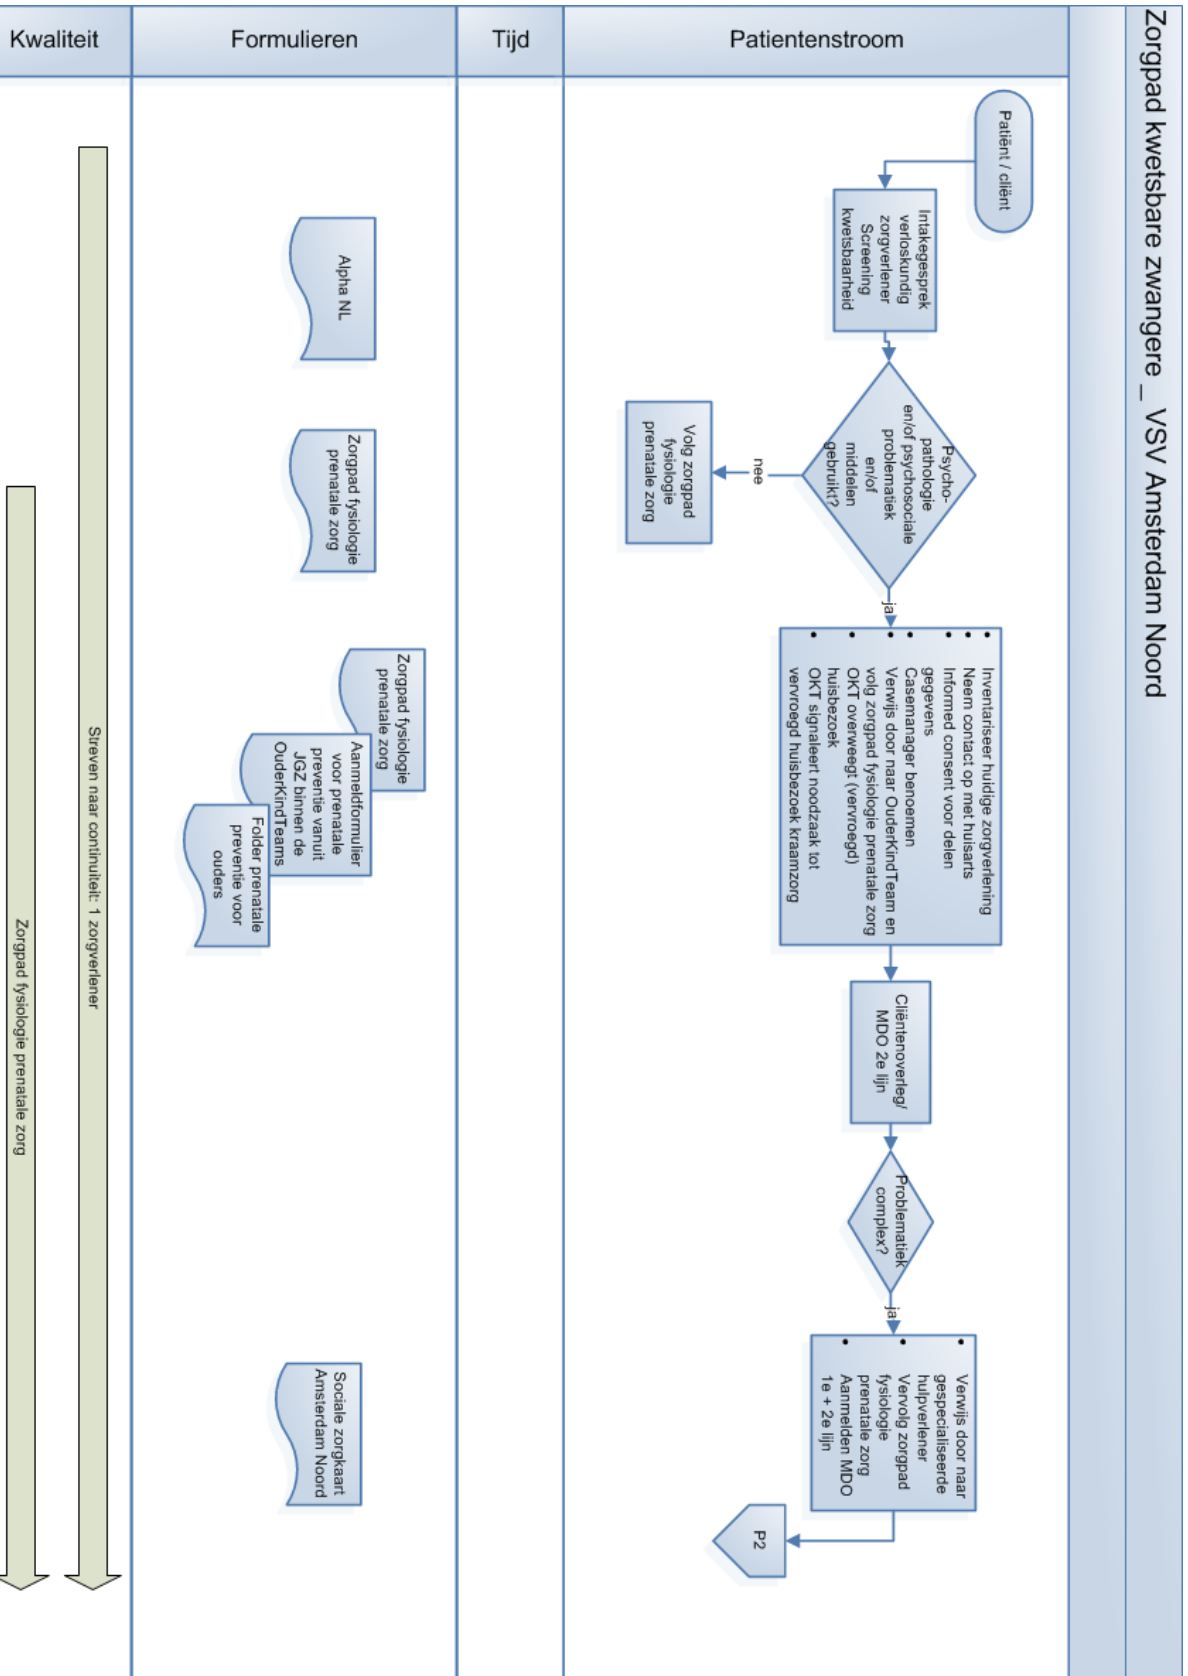 Zorgpad kwetsbare zwangere _ VSV Amsterdam Noord
Patientenstroom
Patiënt / cliënt
Intakegesprek
verloskundig
zorgverlener
Screening
kwetsbaarheid
Psycho-
pathologie
en/of psychosociale
problematiek
en/of
middelen
gebruikt?
nee
Volg zorgpad
fysiologie
prenatale zorg
ja
• Inventariseer huidige zorgverlening
• Neem contact op met huisarts
• Informed consent voor delen
gegevens
• Casemanager benoemen
• Verwijs door naar OuderKindTeam en
volg zorgpad fysiologie prenatale zorg
• OKT overweegt (vervroegd)
huisbezoek
• OKT signaleert noodzaak tot
vervroegd huisbezoek kraamzorg
Cliëntenoverleg/
MDO 2e lijn
Problematiek
complex?
ja
• Verwijs door naar
gespecialiseerde
hulpverlener
• Vervolg zorgpad
fysiologie
prenatale zorg
• Aanmelden MDO
1e + 2e lijn
P2
Tijd
Formulieren
Alpha NL
Zorgpad fysiologie
prenatale zorg
Zorgpad fysiologie
prenatale zorg
Aanmeldformulier
voor prenatale
preventie vanuit
JGZ binnen de
OuderKindTeams
Folder prenatale
preventie voor
ouders
Sociale zorgkaart
Amsterdam Noord
Kwaliteit
Streven naar continuïteit: 1 zorgverlener
Zorgpad fysiologie prenatale zorg